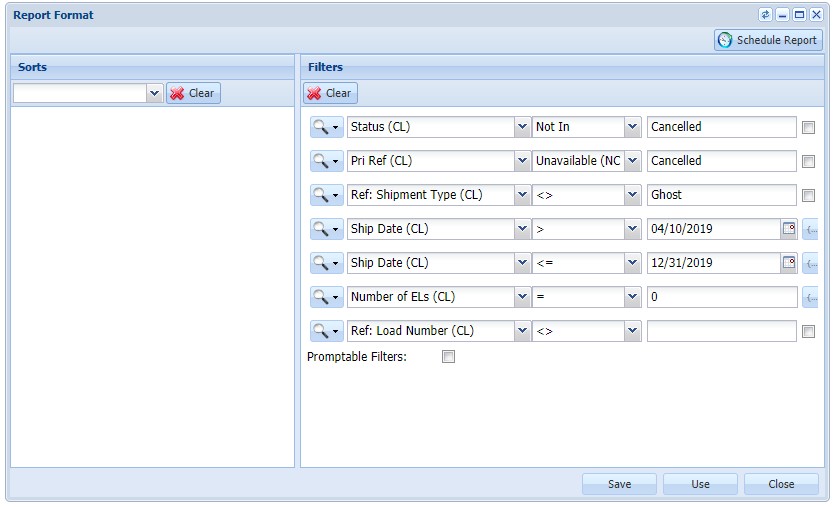 Report Format
Schedule Report
Sorts
Filters
Clear
Clear
Status (CL) Not In Cancelled
Pri Ref (CL) Unavailable (NC Cancelled
Ref: Shipment Type (CL) <> Ghost
Ship Date (CL) > 04/10/2019 {...
Ship Date (CL) <= 12/31/2019 {...
Number of ELs (CL) = 0 {...
Ref: Load Number (CL) <>
Promptable Filters:
Save Use Close